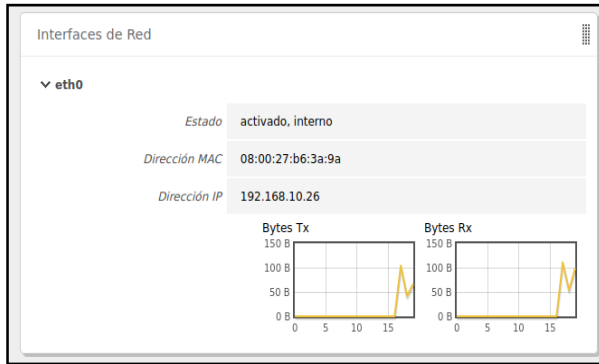 Interfaces de Red
eth0
Estado activado, interno
Dirección MAC 08:00:27:b6:3a:9a
Dirección IP 192.168.10.26
Bytes Tx
150 B
100 B
50 B
0 B
0 5 10 15
Bytes Rx
150 B
100 B
50 B
0 B
0 5 10 15